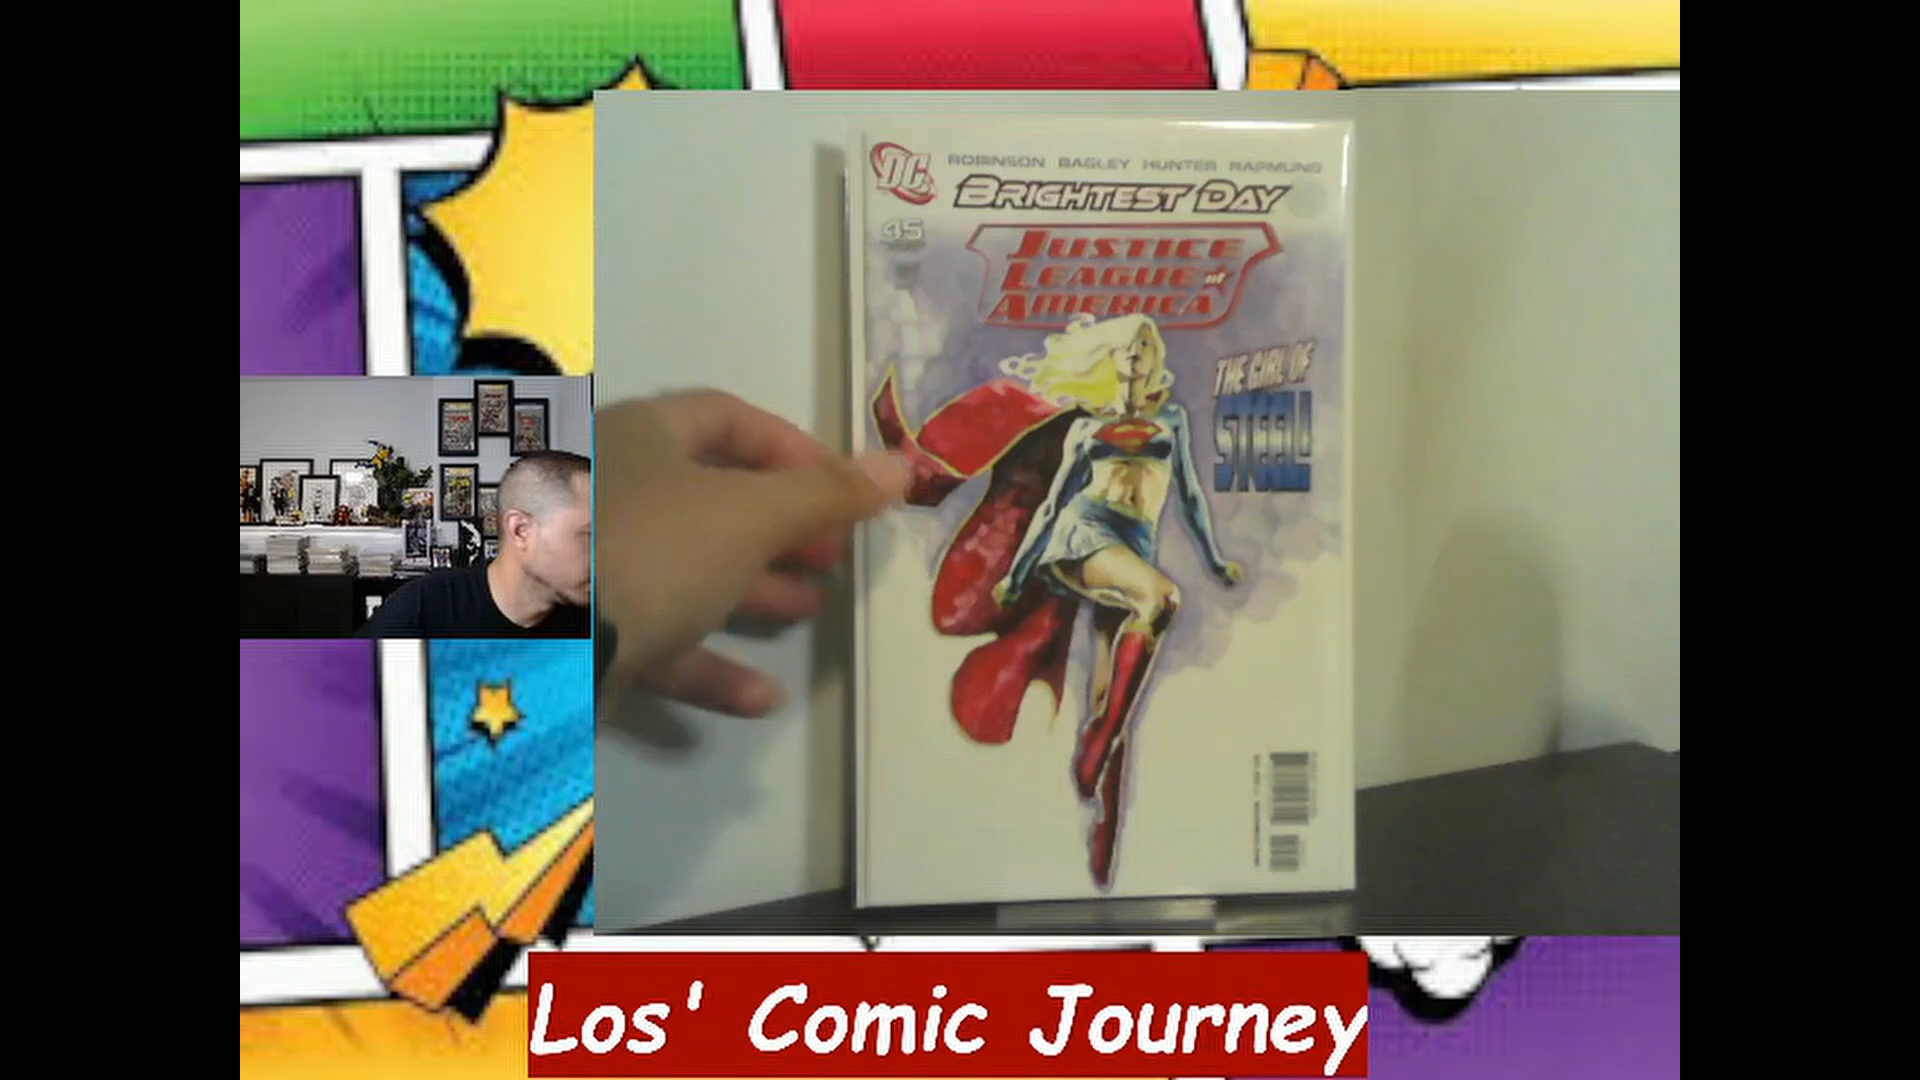 DC
ROBINSON BAGLEY HUNTER RAPMUND
BRIGHTEST DAY
45
JUSTICE
LEAGUE of
AMERICA
THE GIRL OF
STEEL!
Los' Comic Journey